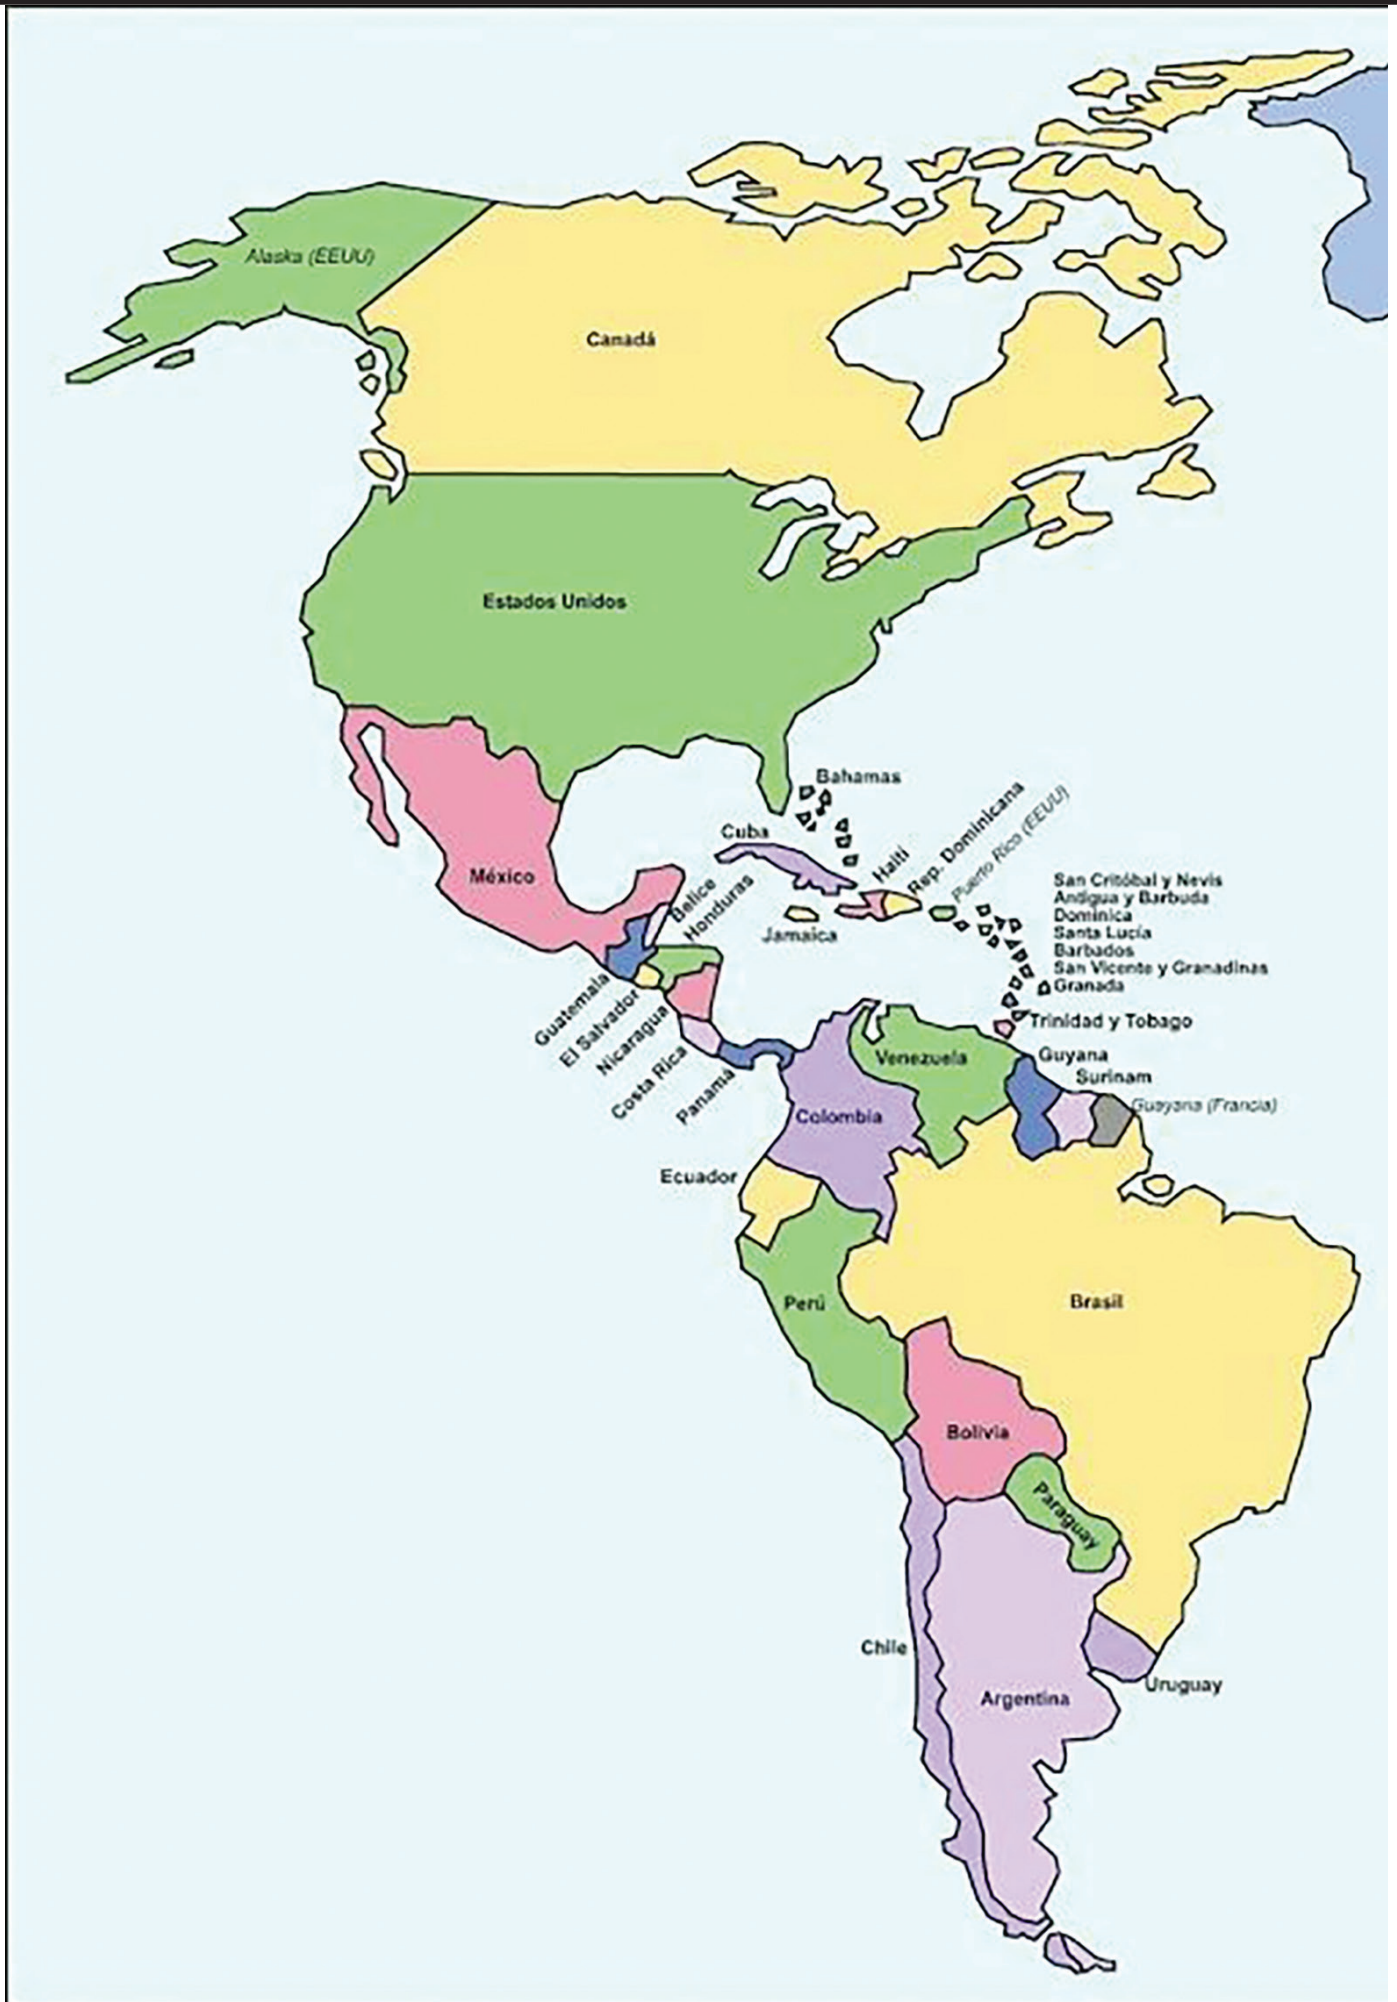 Alaska (EEUU)
Canadá
Estados Unidos
México
Bahamas
Cuba
Haití
Rep. Dominicana
Puerto Rico (EEUU)
Jamaica
Belice
Honduras
San Critóbal y Nevis
Antigua y Barbuda
Dominica
Santa Lucía
Barbados
San Vicente y Granadinas
Granada
Trinidad y Tobago
Guatemala
El Salvador
Nicaragua
Costa Rica
Panamá
Venezuela
Guyana
Surinam
Guayana (Francia)
Colombia
Ecuador
Perú
Brasil
Bolivia
Paraguay
Chile
Argentina
Uruguay